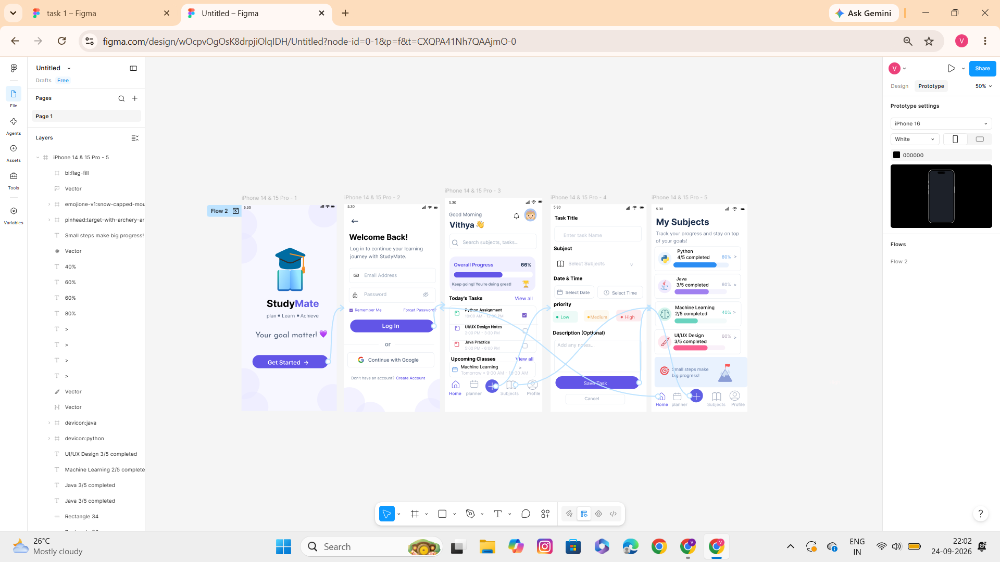 task 1 – Figma
Untitled – Figma
Ask Gemini
figma.com/design/wOcpvOgOsK8drpjiOlqIDH/Untitled?node-id=0-1&p=f&t=CXQPA41Nh7QAAjmO-0
V
File
Agents
Assets
Tools
Variables
Untitled
Drafts Free
Pages
Page 1
Layers
iPhone 14 & 15 Pro - 5
bi:flag-fill
Vector
emojione-v1:snow-capped-mou
pinhead:target-with-archery-ar
Small steps make big progress!
Vector
40%
60%
60%
80%
>
>
>
>
Vector
Vector
devicon:java
devicon:python
UI/UX Design 3/5 completed
Machine Learning 2/5 complete
Java 3/5 completed
Java 3/5 completed
Rectangle 34
Flow 2
iPhone 14 & 15 Pro - 1
5.30
StudyMate
plan • Learn • Achieve
Your goal matter! 💜
Get Started →
iPhone 14 & 15 Pro - 2
5.30
Welcome Back!
Log in to continue your learning
journey with StudyMate.
Email Address
Password
Remember Me Forget Password?
Log In
or
Continue with Google
Don't have an account? Create Account
iPhone 14 & 15 Pro - 3
5.30
Good Morning
Vithya 👋
Search subjects, tasks...
Overall Progress 66%
Keep going! You're doing great!
Today's Tasks View all
Python Assignment
10:00 AM - 12:00 PM
UI/UX Design Notes
2:00 PM - 3:30 PM
Java Practice
5:00 PM - 6:00 PM
Upcoming Classes View all
Machine Learning >
Tomorrow • 9:00 AM - 10:30 AM
Home planner Subjects Profile
iPhone 14 & 15 Pro - 4
5.30
Task Title
Enter task Name
Subject
Select Subjects
Date & Time
Select Date Select Time
priority
• Low • Medium • High
Description (Optional)
Add any notes...
Save Task
Cancel
iPhone 14 & 15 Pro - 5
5.30
My Subjects
Track your progress and stay on top
of your goals!
Python
4/5 completed 80% >
Java
3/5 completed 60% >
Machine Learning
2/5 completed 40% >
UI/UX Design
3/5 completed 60% >
Small steps make
big progress!
Home planner Subjects Profile
V
Share
Design Prototype 50%
Prototype settings
iPhone 16
White
000000
Flows
Flow 2
?
26°C
Mostly cloudy
Search
ENG
IN
22:02
24-09-2026